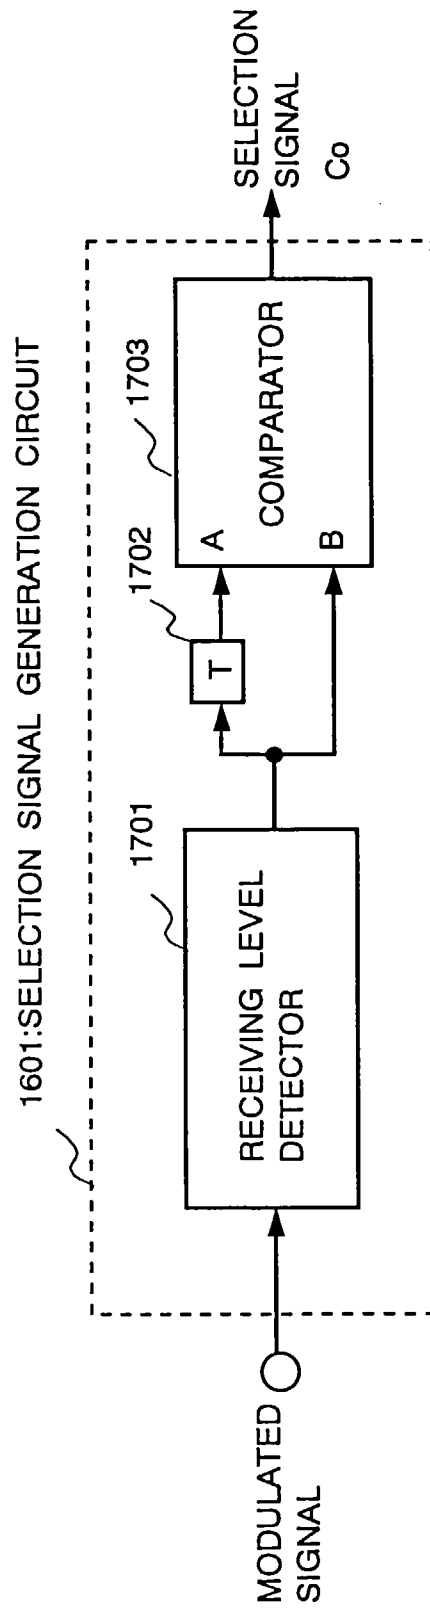 1601:SELECTION SIGNAL GENERATION CIRCUIT
MODULATED
SIGNAL
1701
RECEIVING LEVEL
DETECTOR
1702
T
1703
A
B
COMPARATOR
SELECTION
SIGNAL
Co